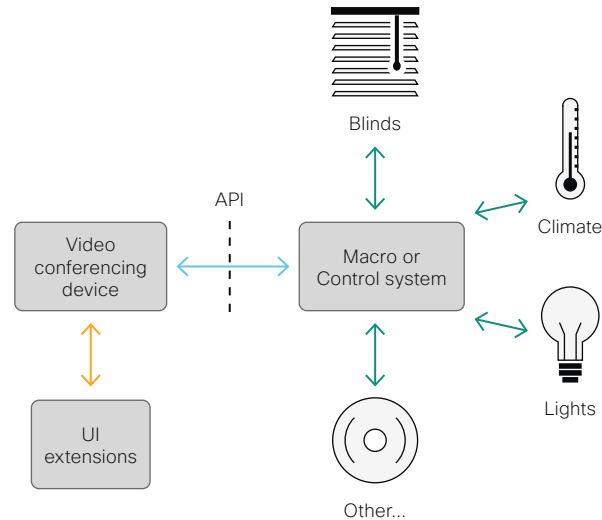 Blinds
API
Climate
Video
conferencing
device
Macro or
Control system
UI
extensions
Lights
Other...